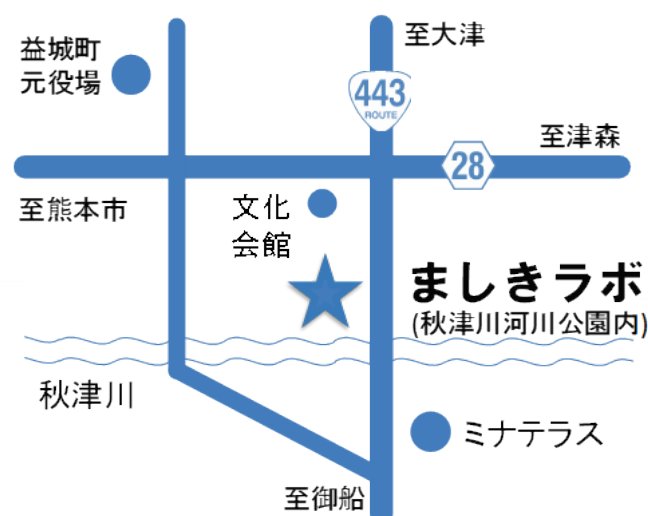 益城町
元役場
至大津
443
ROUTE
至津森
28
至熊本市
文化
会館
ましきラボ
(秋津川河川公園内)
秋津川
ミナテラス
至御船